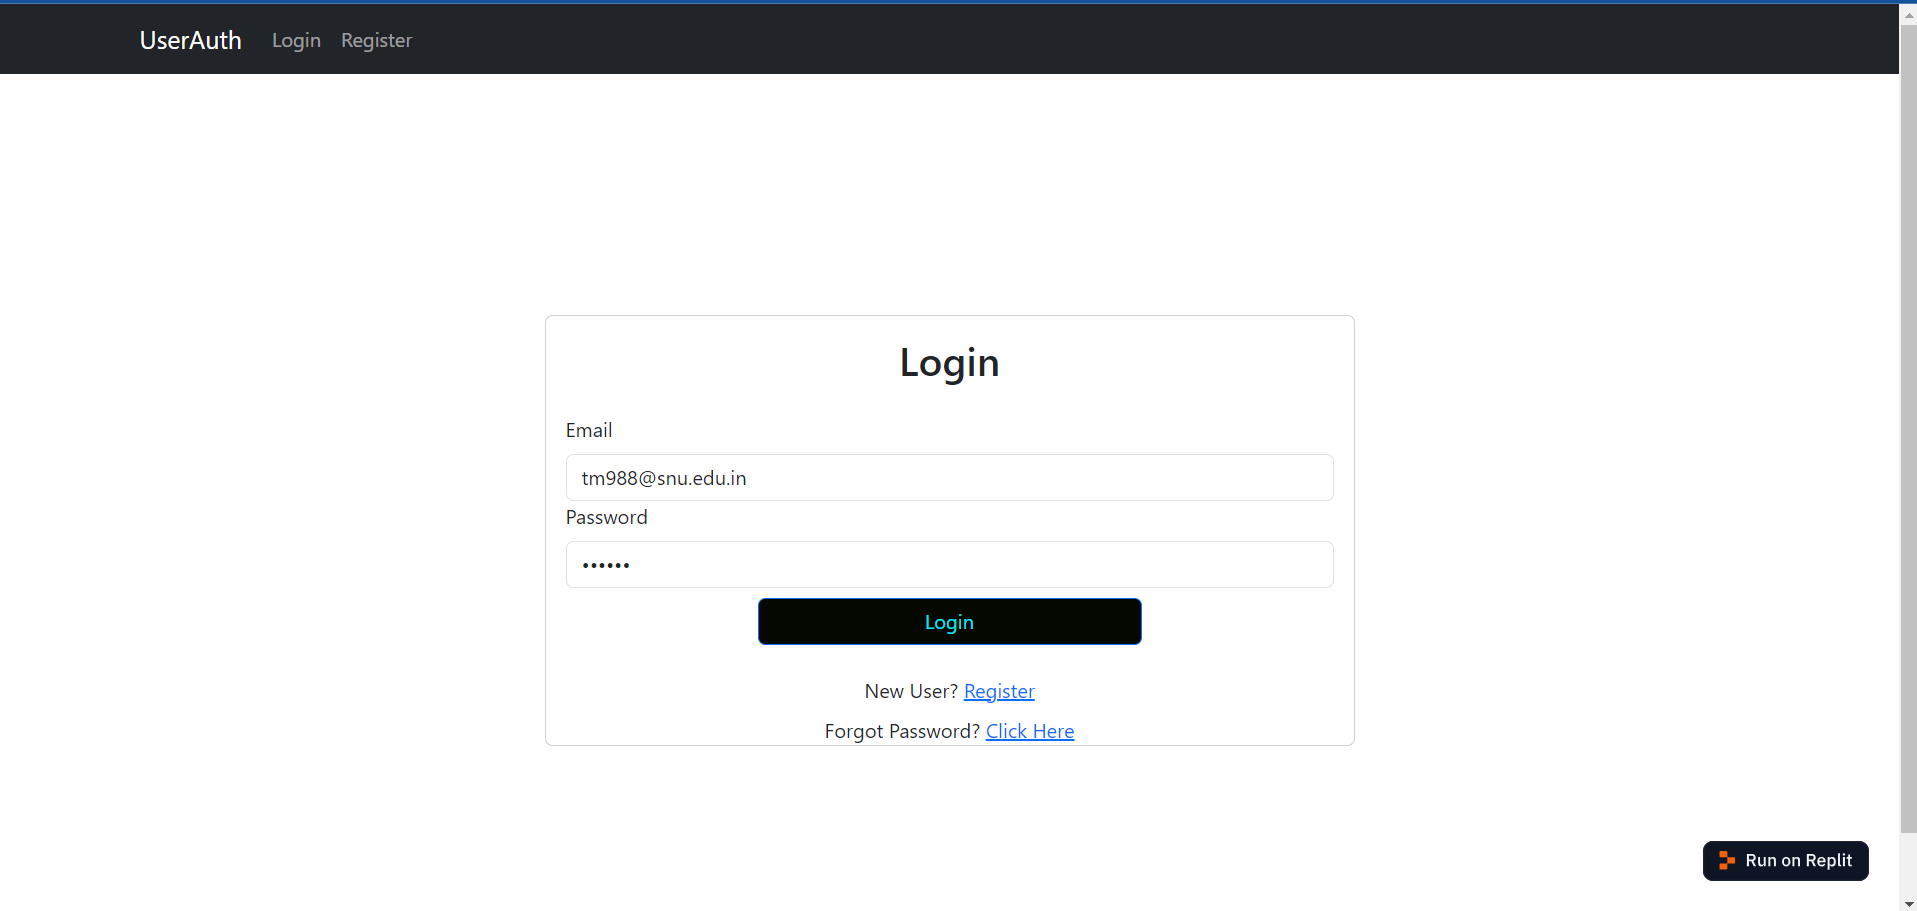 UserAuth Login Register
Login
Email
tm988@snu.edu.in
Password
••••••
Login
New User? Register
Forgot Password? Click Here
Run on Replit